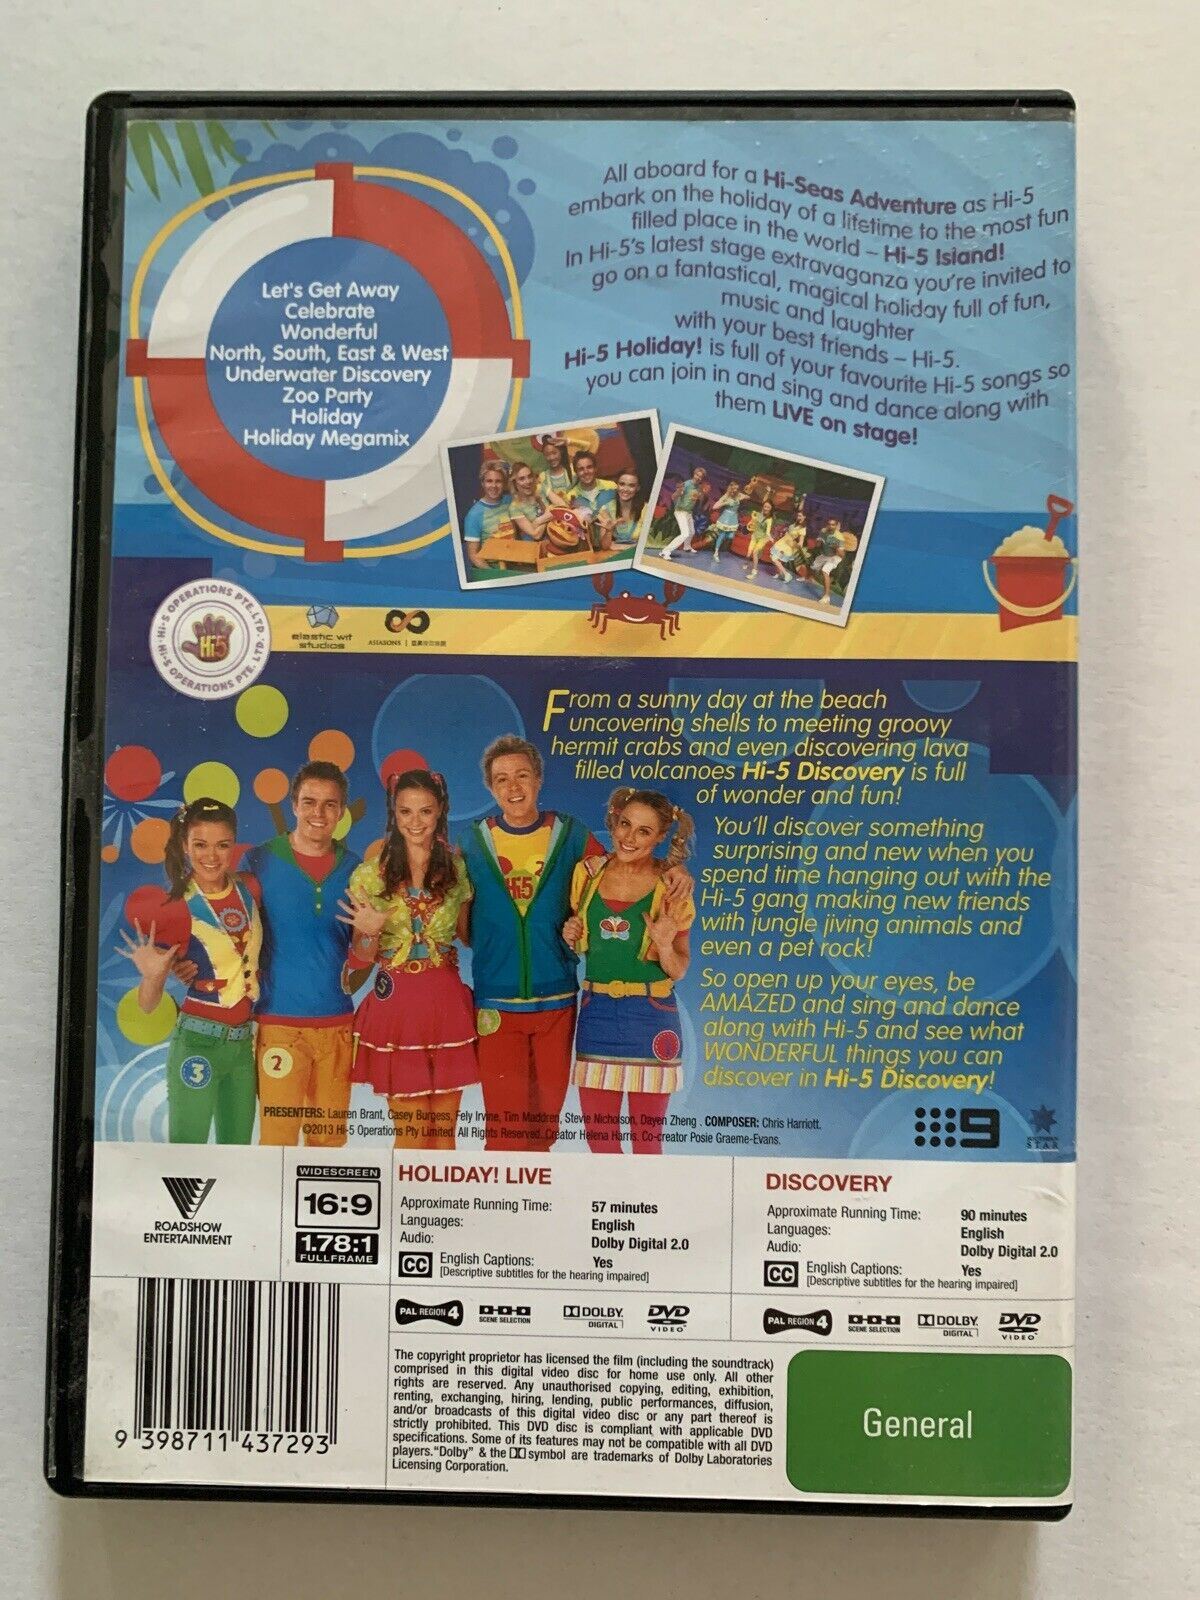 Let's Get Away
Celebrate
Wonderful
North, South, East & West
Underwater Discovery
Zoo Party
Holiday
Holiday Megamix
All aboard for a Hi-Seas Adventure as Hi-5
embark on the holiday of a lifetime to the most fun
filled place in the world – Hi-5 Island!
In Hi-5's latest stage extravaganza you're invited to
go on a fantastical, magical holiday full of fun,
music and laughter
with your best friends – Hi-5.
Hi-5 Holiday! is full of your favourite Hi-5 songs so
you can join in and sing and dance along with
them LIVE on stage!
HI-5 OPERATIONS PTE. LTD.
Hi5
HI-5 OPERATIONS PTE. LTD.
elastic wit
studios
ASIASONS
From a sunny day at the beach
uncovering shells to meeting groovy
hermit crabs and even discovering lava
filled volcanoes Hi-5 Discovery is full
of wonder and fun!
You'll discover something
surprising and new when you
spend time hanging out with the
Hi-5 gang making new friends
with jungle jiving animals and
even a pet rock!
So open up your eyes, be
AMAZED and sing and dance
along with Hi-5 and see what
WONDERFUL things you can
discover in Hi-5 Discovery!
Hi5
2
5
3
2
PRESENTERS: Lauren Brant, Casey Burgess, Fely Irvine, Tim Maddren, Stevie Nicholson, Dayen Zheng . COMPOSER: Chris Harriott.
©2013 Hi-5 Operations Pty Limited. All Rights Reserved. Creator Helena Harris. Co-creator Posie Graeme-Evans.
9
SOUTHERN
STAR
ROADSHOW
ENTERTAINMENT
WIDESCREEN
16:9
1.78:1
FULLFRAME
HOLIDAY! LIVE
Approximate Running Time: 57 minutes
Languages: English
Audio: Dolby Digital 2.0
CC English Captions: Yes
[Descriptive subtitles for the hearing impaired]
PAL REGION 4
SCENE SELECTION
DOLBY
DIGITAL
DVD
VIDEO
DISCOVERY
Approximate Running Time: 90 minutes
Languages: English
Audio: Dolby Digital 2.0
CC English Captions: Yes
[Descriptive subtitles for the hearing impaired]
PAL REGION 4
SCENE SELECTION
DOLBY
DIGITAL
DVD
VIDEO
9 398711 437293
The copyright proprietor has licensed the film (including the soundtrack)
comprised in this digital video disc for home use only. All other
rights are reserved. Any unauthorised copying, editing, exhibition,
renting, exchanging, hiring, lending, public performances, diffusion,
and/or broadcasts of this digital video disc or any part thereof is
strictly prohibited. This DVD disc is compliant with applicable DVD
specifications. Some of its features may not be compatible with all DVD
players."Dolby" & the symbol are trademarks of Dolby Laboratories
Licensing Corporation.
General